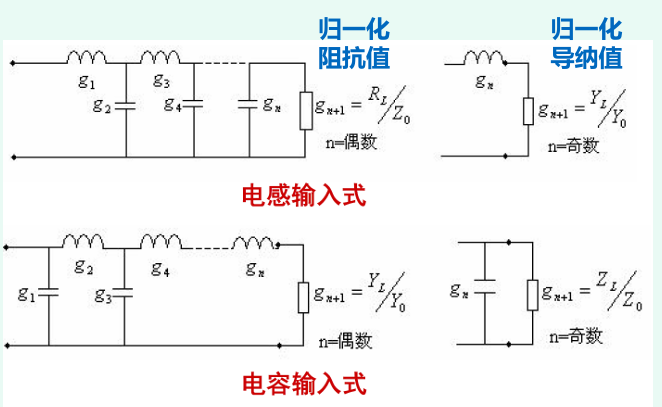 归一化 归一化
阻抗值 导纳值
g1 g3 gn
g2 g4 gn gn+1 = RL/Z0 gn+1 = YL/Y0
n=偶数 n=奇数
电感输入式
g2 g4 gn
g1 g3 gn+1 = YL/Y0 gn gn+1 = ZL/Z0
n=偶数 n=奇数
电容输入式